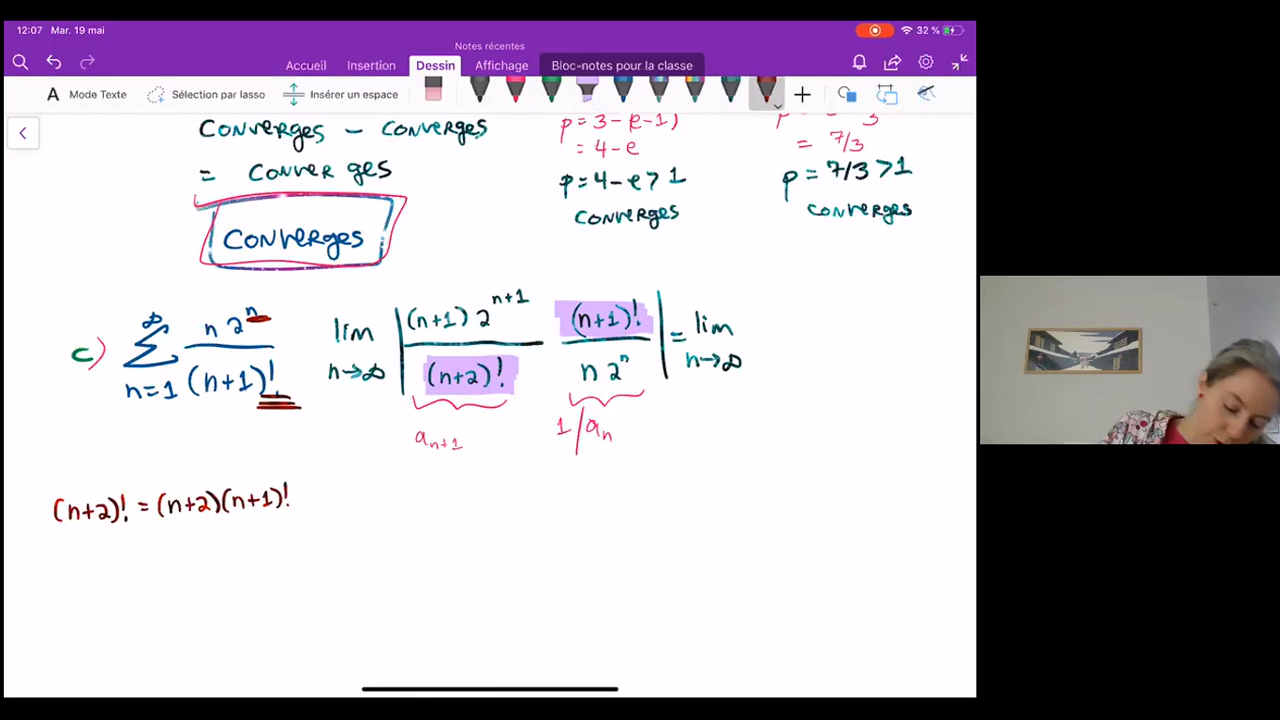 12:07 Mar. 19 mai
32 %
Notes récentes
Accueil Insertion Dessin Affichage Bloc-notes pour la classe
A Mode Texte Sélection par lasso Insérer un espace
Converges – Converges
= Converges
Converges
p = 3 - (e-1)
= 4 - e
p = 4 - e > 1
Converges
= 7/3
p = 7/3 > 1
Converges
c) ∞ Σ n=1 n 2^n / (n+1)! lim n→∞ | (n+1) 2^{n+1} / (n+2)! (n+1)! / n 2^n | = lim n→∞
a_{n+1} 1/a_n
(n+2)! = (n+2)(n+1)!